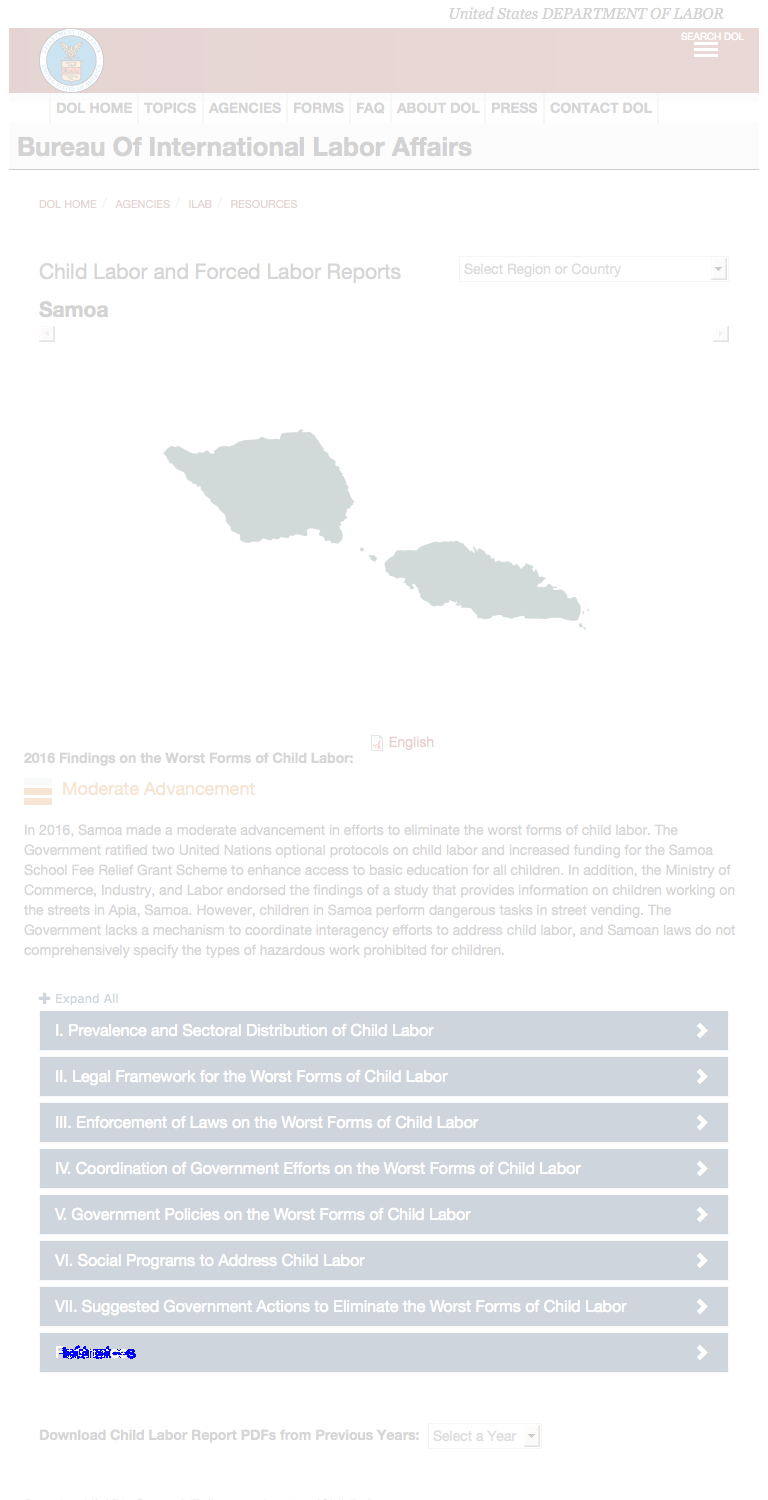 United States DEPARTMENT OF LABOR
SEARCH DOL
DOL HOME TOPICS AGENCIES FORMS FAQ ABOUT DOL PRESS CONTACT DOL
Bureau Of International Labor Affairs
DOL HOME / AGENCIES / ILAB / RESOURCES
Child Labor and Forced Labor Reports
Select Region or Country
Samoa
English
2016 Findings on the Worst Forms of Child Labor:
Moderate Advancement
In 2016, Samoa made a moderate advancement in efforts to eliminate the worst forms of child labor. The
Government ratified two United Nations optional protocols on child labor and increased funding for the Samoa
School Fee Relief Grant Scheme to enhance access to basic education for all children. In addition, the Ministry of
Commerce, Industry, and Labor endorsed the findings of a study that provides information on children working on
the streets in Apia, Samoa. However, children in Samoa perform dangerous tasks in street vending. The
Government lacks a mechanism to coordinate interagency efforts to address child labor, and Samoan laws do not
comprehensively specify the types of hazardous work prohibited for children.
Expand All
I. Prevalence and Sectoral Distribution of Child Labor
II. Legal Framework for the Worst Forms of Child Labor
III. Enforcement of Laws on the Worst Forms of Child Labor
IV. Coordination of Government Efforts on the Worst Forms of Child Labor
V. Government Policies on the Worst Forms of Child Labor
VI. Social Programs to Address Child Labor
VII. Suggested Government Actions to Eliminate the Worst Forms of Child Labor
Download Child Labor Report PDFs from Previous Years: Select a Year